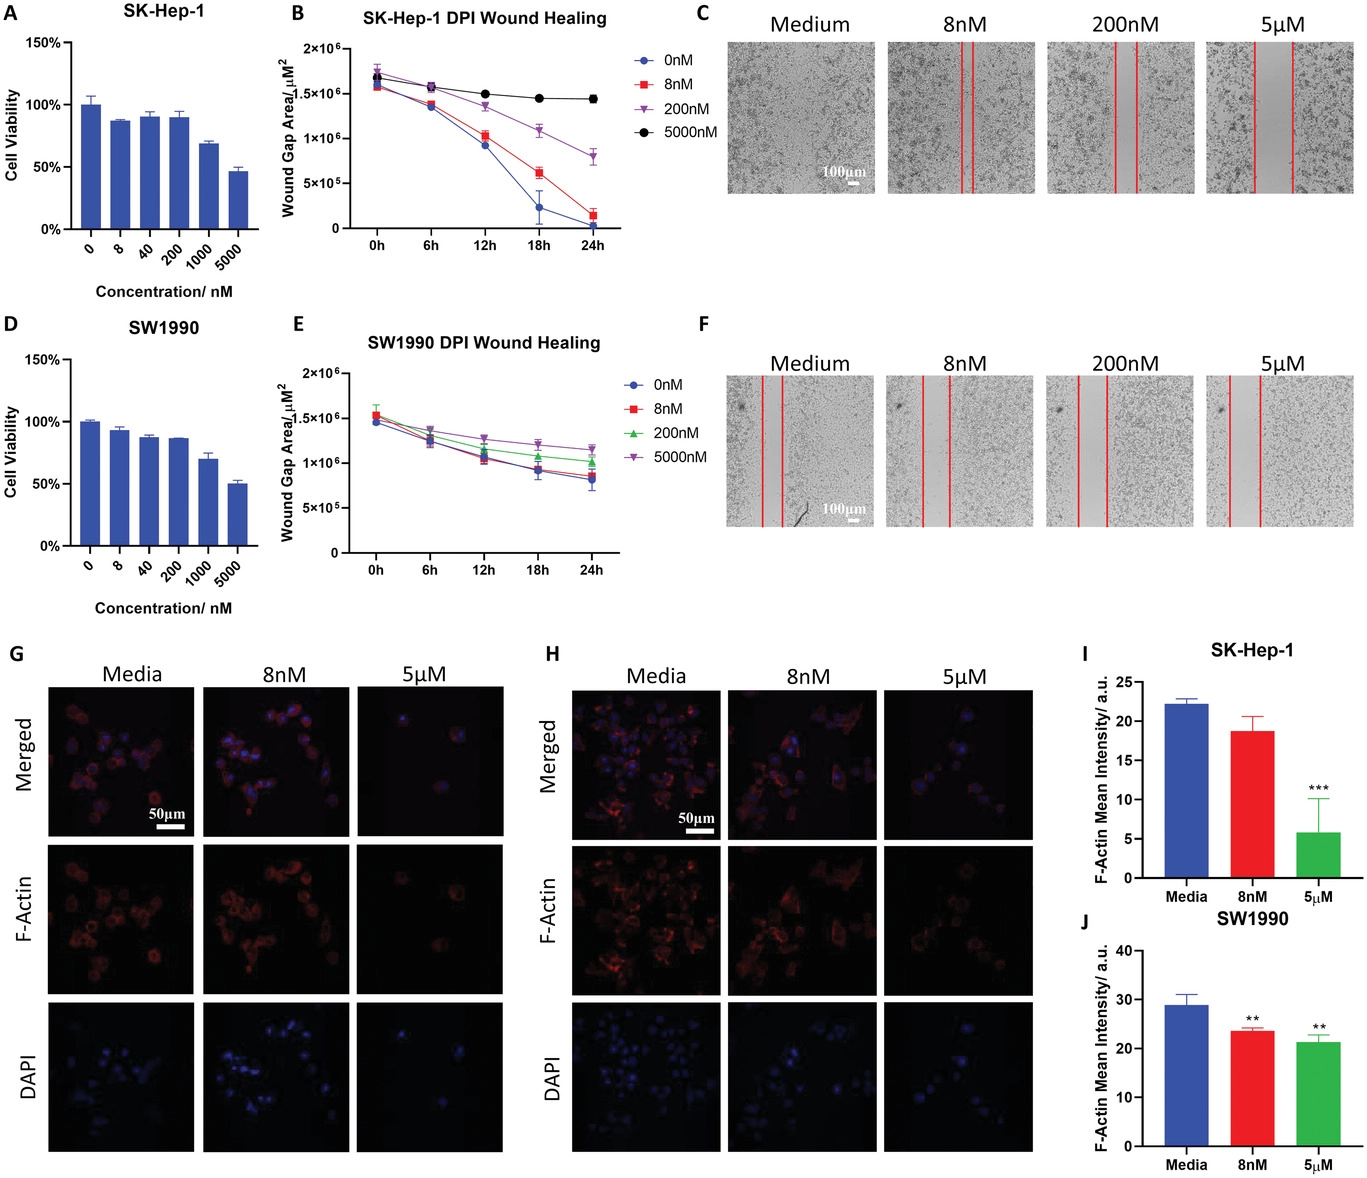 A
SK-Hep-1
150%
100%
50%
0%
Cell Viability
0
8
40
200
1000
5000
Concentration/ nM
B
SK-Hep-1 DPI Wound Healing
2×10⁶
1.5×10⁶
1×10⁶
5×10⁵
0
Wound Gap Area/ μM²
0h
6h
12h
18h
24h
0nM
8nM
200nM
5000nM
C
Medium
8nM
200nM
5μM
100μm
D
SW1990
150%
100%
50%
0%
Cell Viability
0
8
40
200
1000
5000
Concentration/ nM
E
SW1990 DPI Wound Healing
2×10⁶
1.5×10⁶
1×10⁶
5×10⁵
0
Wound Gap Area/ μM²
0h
6h
12h
18h
24h
0nM
8nM
200nM
5000nM
F
Medium
8nM
200nM
5μM
100μm
G
Media
8nM
5μM
Merged
50μm
F-Actin
DAPI
H
Media
8nM
5μM
Merged
50μm
F-Actin
DAPI
I
SK-Hep-1
25
20
15
10
5
0
F-Actin Mean Intensity/ a.u.
***
Media
8nM
5μM
J
SW1990
40
30
20
10
0
F-Actin Mean Intensity/ a.u.
**
**
Media
8nM
5μM